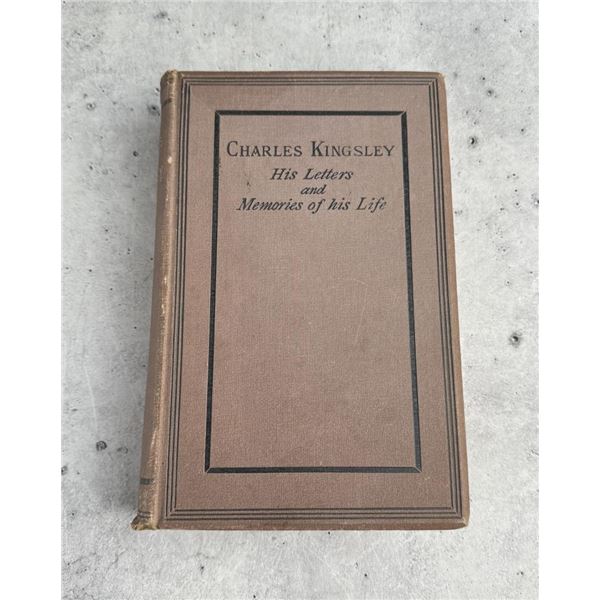 CHARLES KINGSLEY
His Letters
and
Memories of his Life